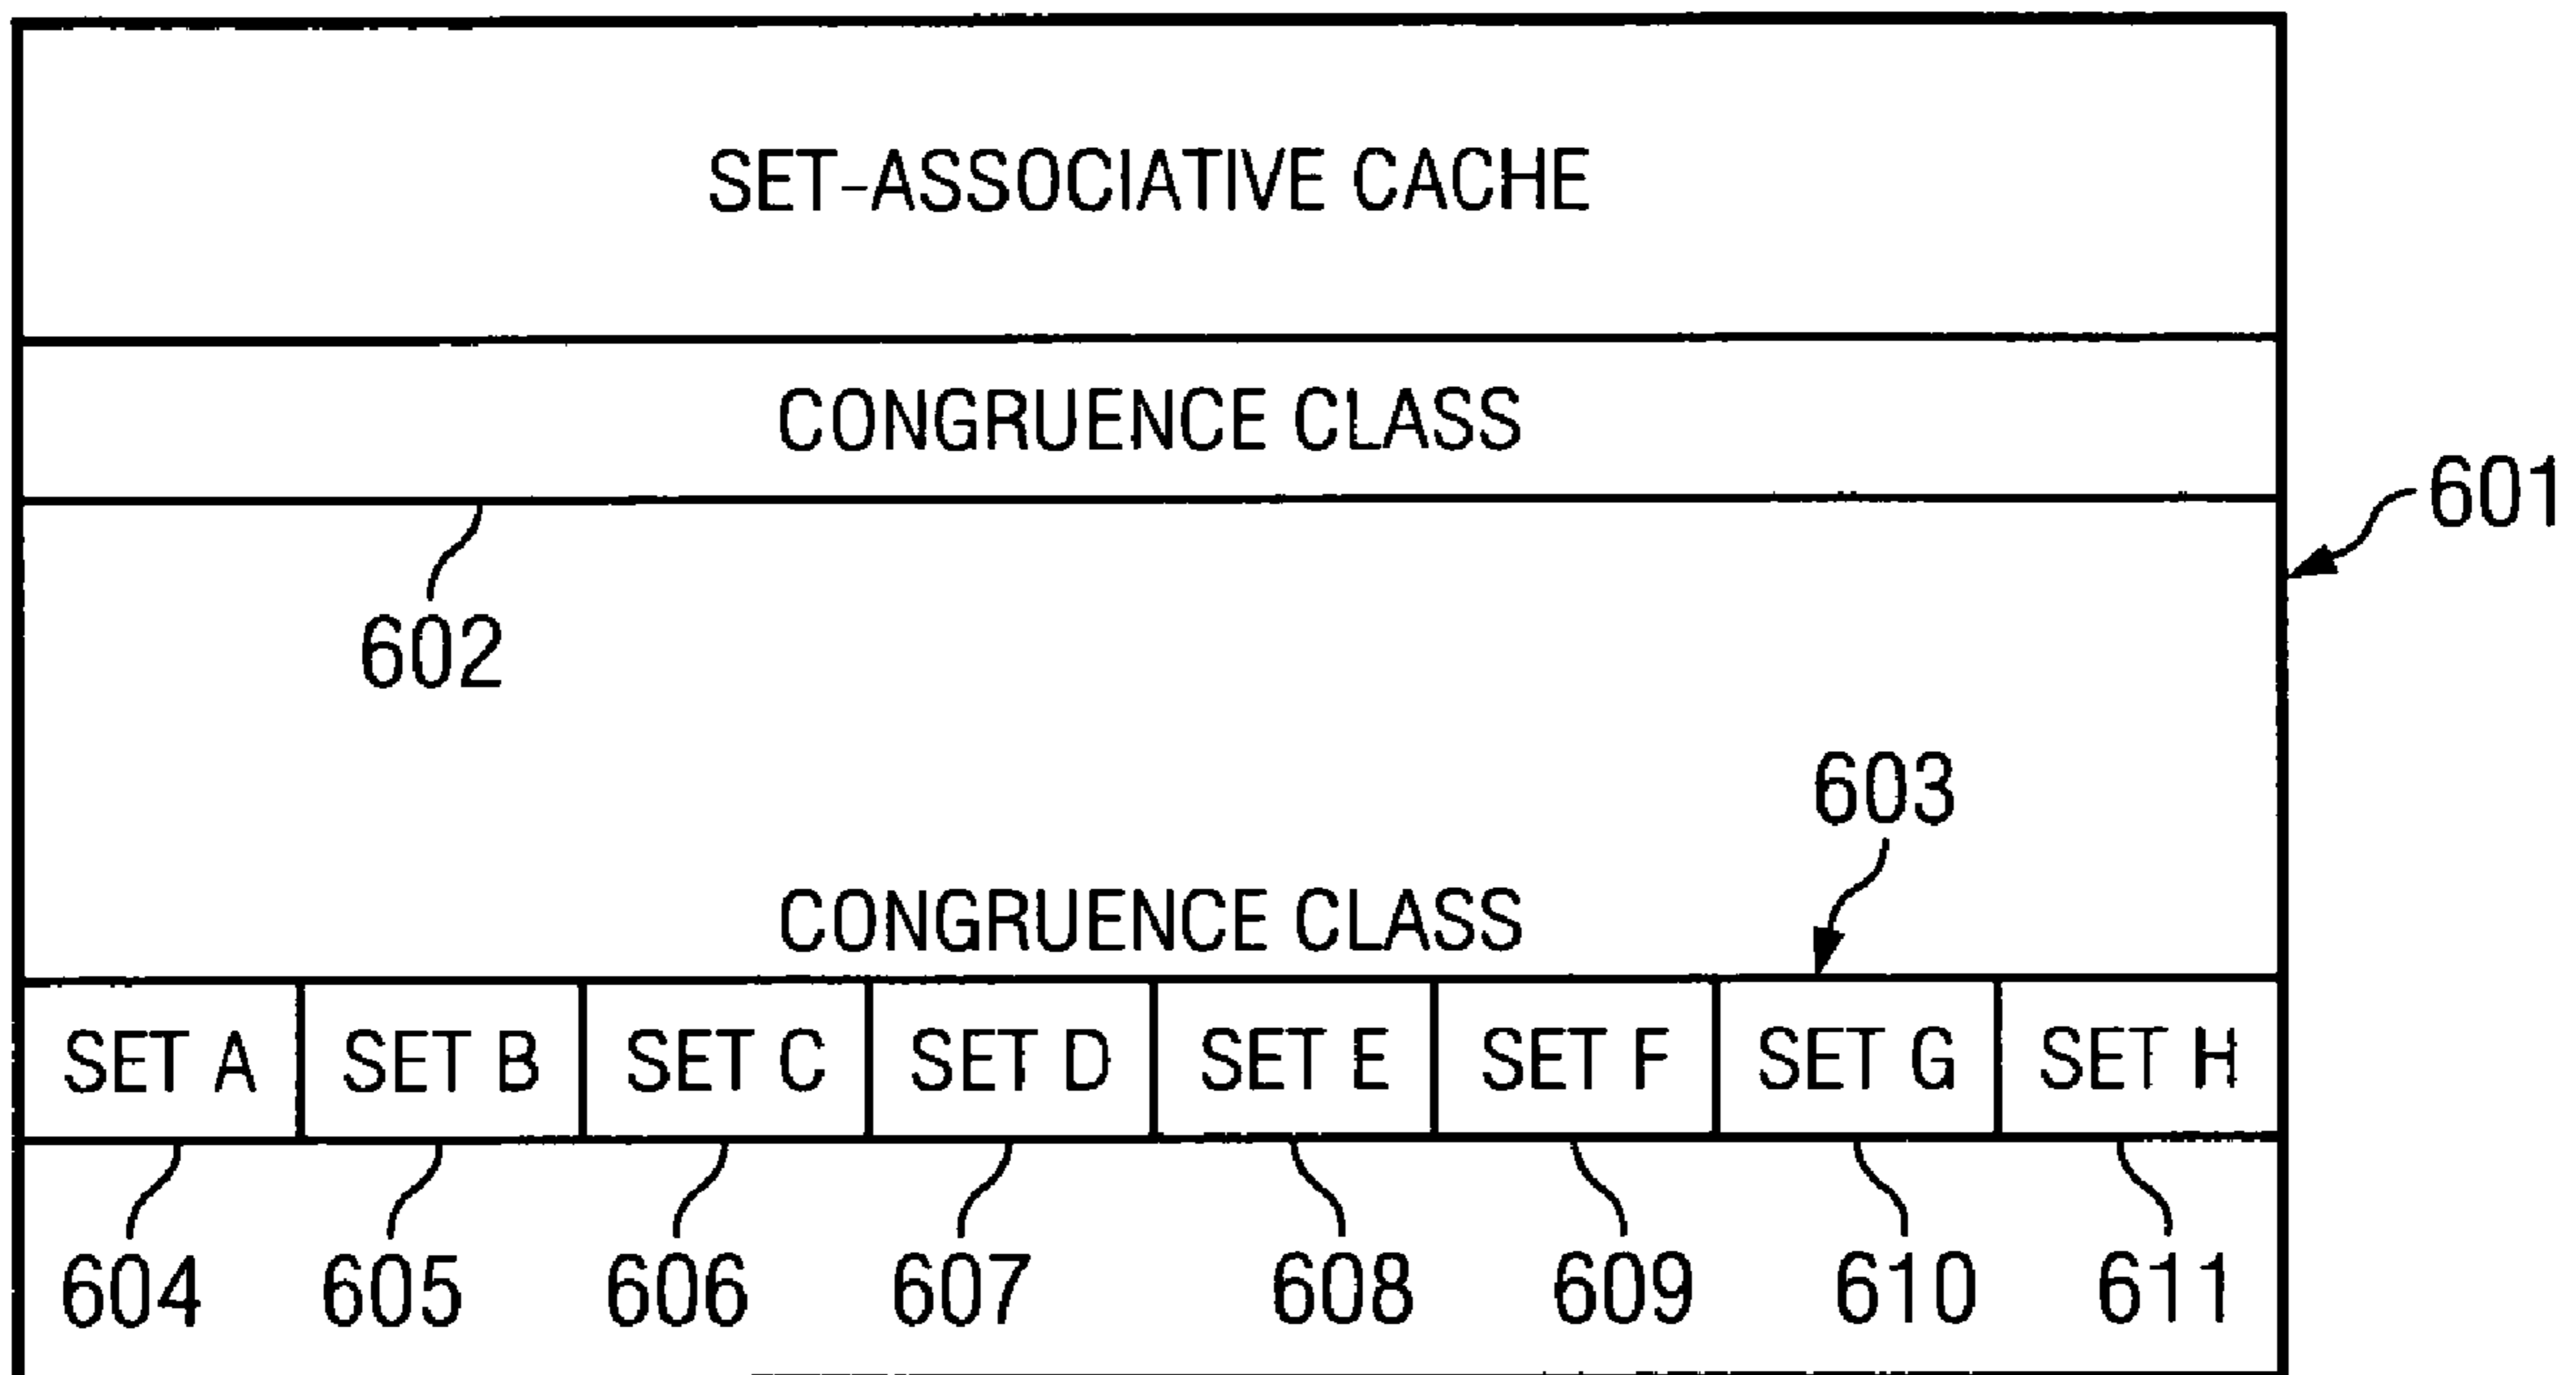 SET-ASSOCIATIVE CACHE
CONGRUENCE CLASS
601
602
603
CONGRUENCE CLASS
SET A SET B SET C SET D SET E SET F SET G SET H
604 605 606 607 608 609 610 611